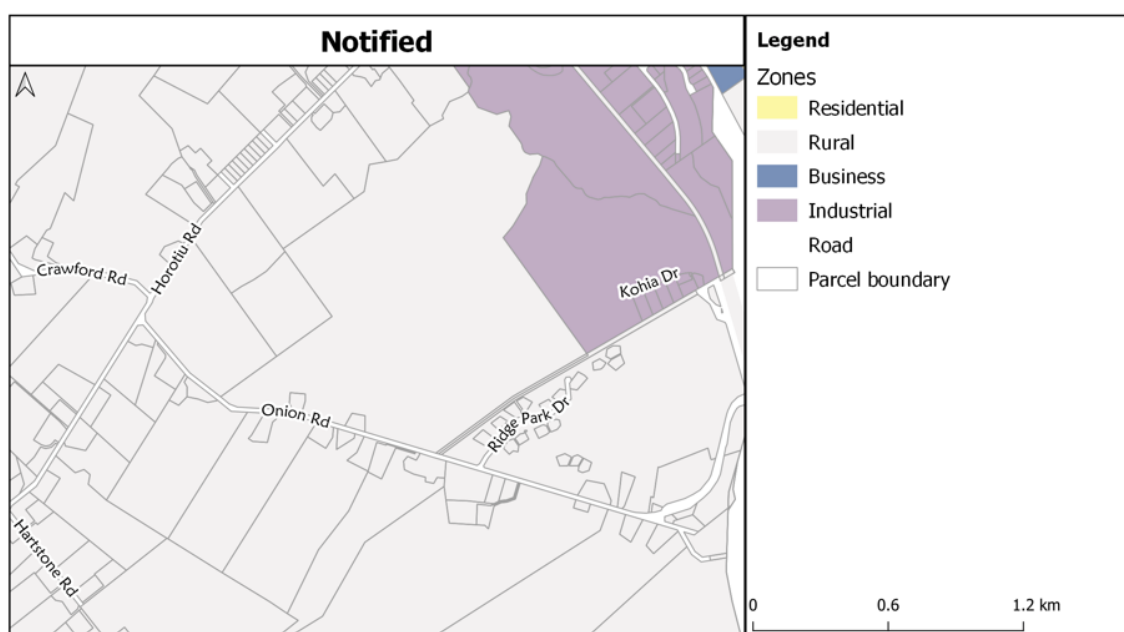 Notified
Legend
Zones
Residential
Rural
Business
Industrial
Road
Parcel boundary
Kohia Dr
Horotiu Rd
Crawford Rd
Onion Rd
Ridge Park Dr
Hartstone Rd
0 0.6 1.2 km